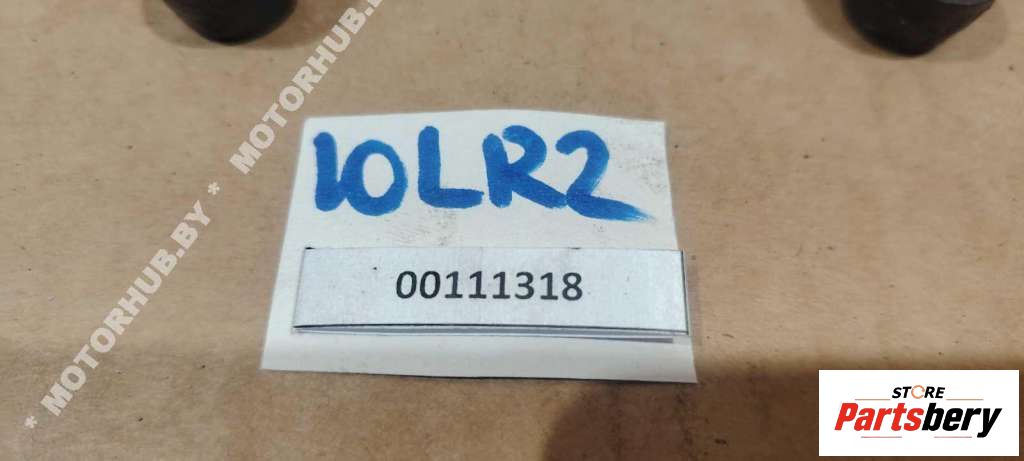 * MOTORHUB.BY * MOTORHUB.BY
10LR2
00111318
STORE
Partsbery